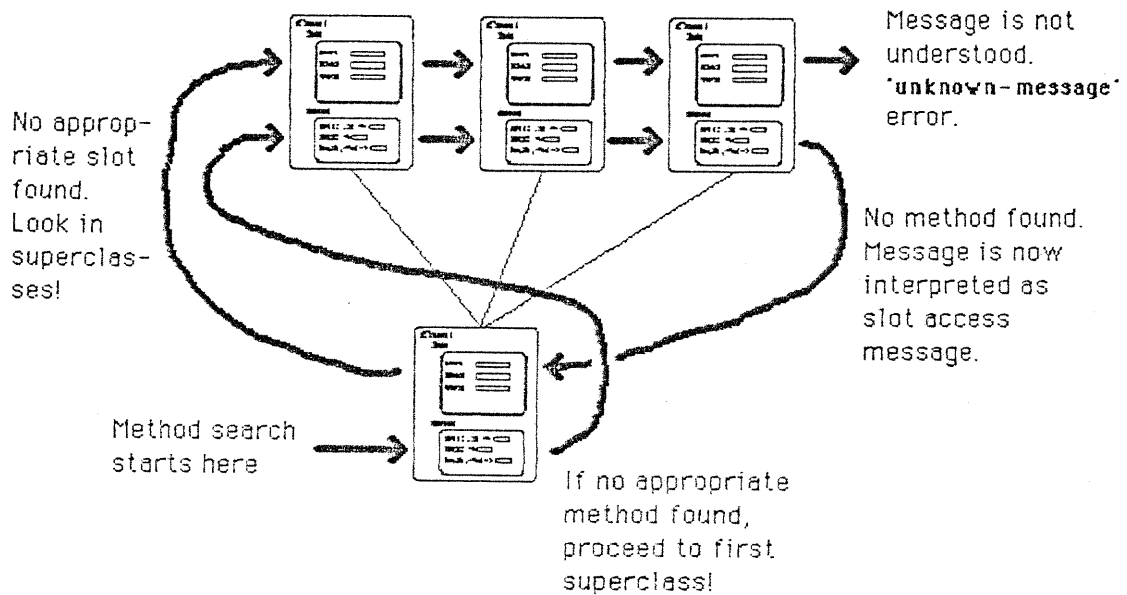 Message is not
understood.
'unknown-message'
error.
No approp-
riate slot
found.
Look in
superclas-
ses!
No method found.
Message is now
interpreted as
slot access
message.
Method search
starts here
If no appropriate
method found,
proceed to first
superclass!